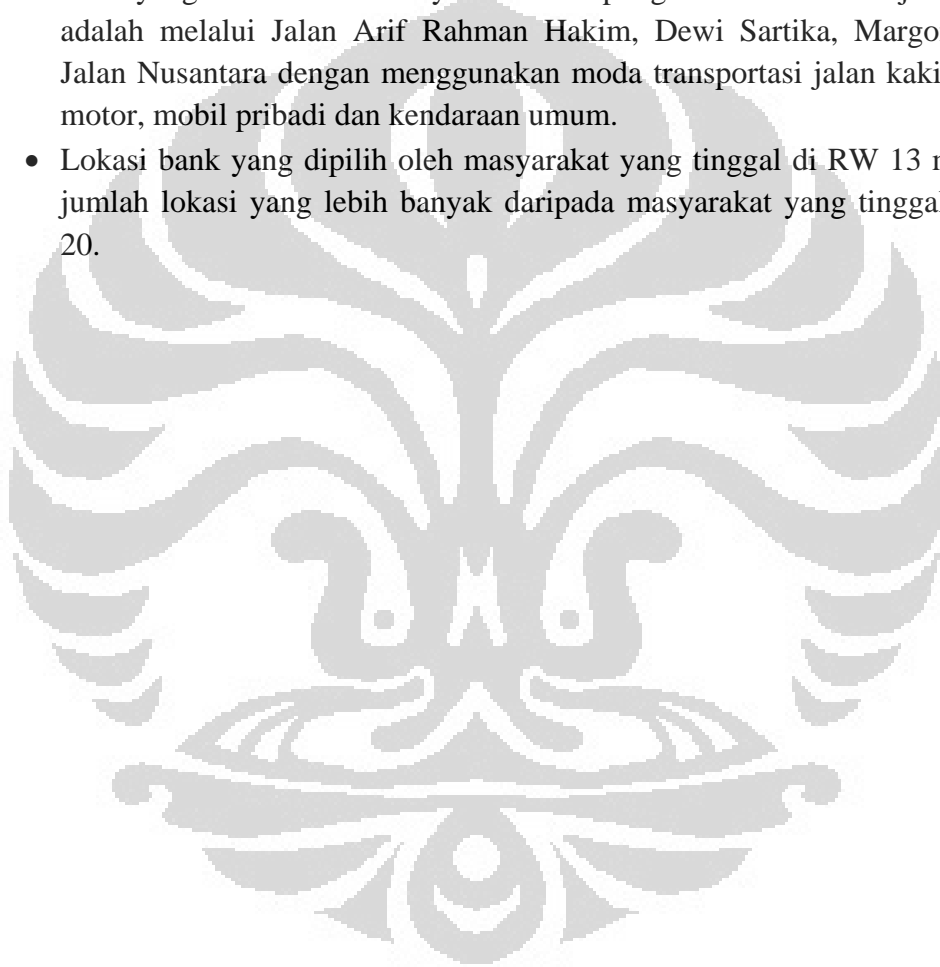 adalah melalui Jalan Arif Rahman Hakim, Dewi Sartika, Margo
Jalan Nusantara dengan menggunakan moda transportasi jalan kaki
motor, mobil pribadi dan kendaraan umum.
• Lokasi bank yang dipilih oleh masyarakat yang tinggal di RW 13
jumlah lokasi yang lebih banyak daripada masyarakat yang tinggal
20.